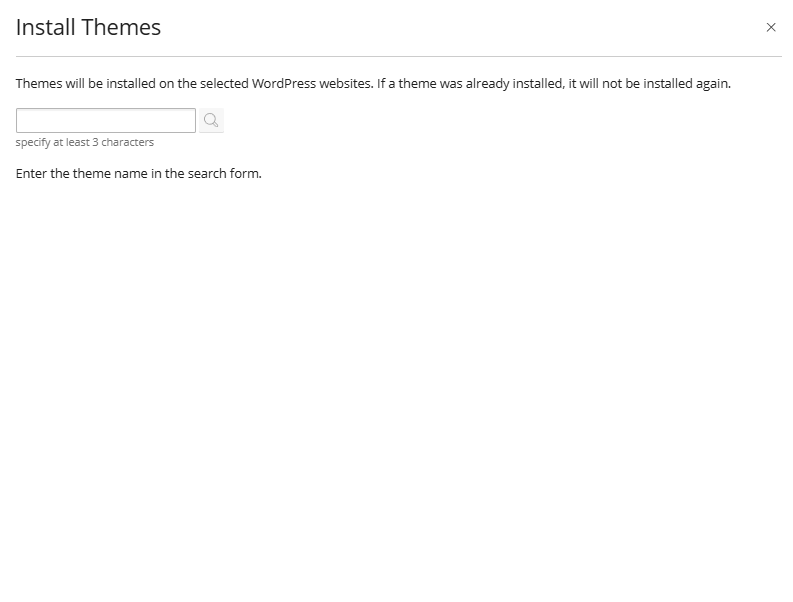 Install Themes
Themes will be installed on the selected WordPress websites. If a theme was already installed, it will not be installed again.
specify at least 3 characters
Enter the theme name in the search form.